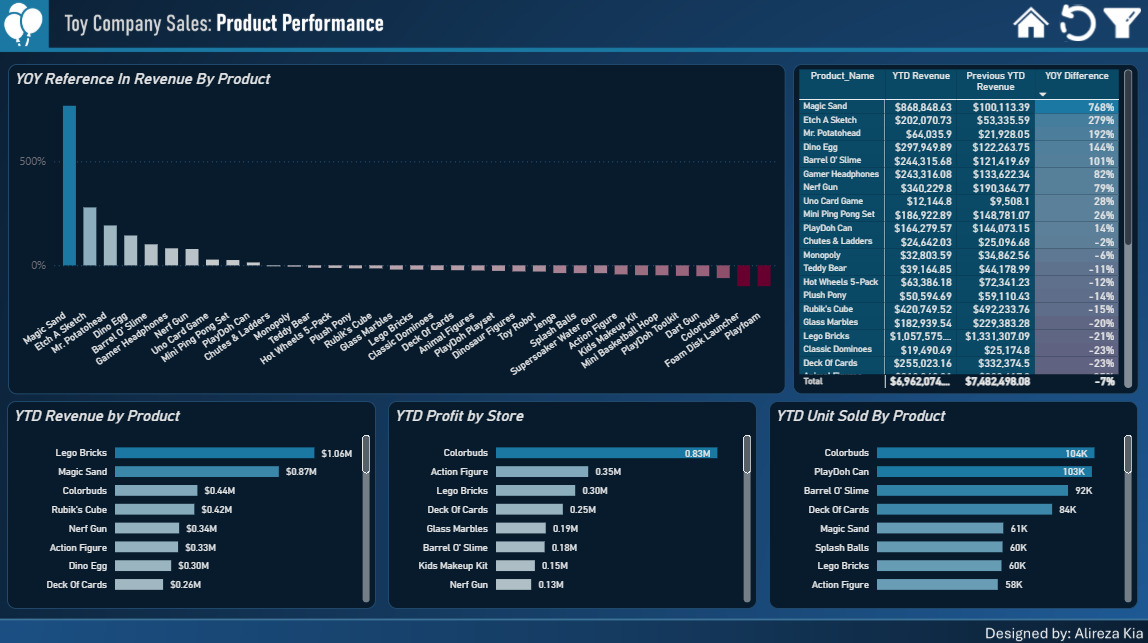 Toy Company Sales: Product Performance
YOY Reference In Revenue By Product
500%
0%
Magic Sand
Etch A Sketch
Mr. Potatohead
Dino Egg
Barrel O' Slime
Gamer Headphones
Nerf Gun
Uno Card Game
Mini Ping Pong Set
PlayDoh Can
Chutes & Ladders
Monopoly
Teddy Bear
Hot Wheels 5-Pack
Plush Pony
Rubik's Cube
Glass Marbles
Lego Bricks
Classic Dominoes
Deck Of Cards
Animal Figures
PlayDoh Playset
Dinosaur Figures
Toy Robot
Jenga
Splash Balls
Supersoaker Water Gun
Action Figure
Kids Makeup Kit
Mini Basketball Hoop
PlayDoh Toolkit
Dart Gun
Colorbuds
Foam Disk Launcher
Playfoam
Product_Name YTD Revenue Previous YTD Revenue YOY Difference
Magic Sand $868,848.63 $100,113.39 768%
Etch A Sketch $202,070.73 $53,335.59 279%
Mr. Potatohead $64,035.9 $21,928.05 192%
Dino Egg $297,949.89 $122,263.75 144%
Barrel O' Slime $244,315.68 $121,419.69 101%
Gamer Headphones $243,316.08 $133,622.34 82%
Nerf Gun $340,229.8 $190,364.77 79%
Uno Card Game $12,144.8 $9,508.1 28%
Mini Ping Pong Set $186,922.89 $148,781.07 26%
PlayDoh Can $164,279.57 $144,073.15 14%
Chutes & Ladders $24,642.03 $25,096.68 -2%
Monopoly $32,803.59 $34,862.56 -6%
Teddy Bear $39,164.85 $44,178.99 -11%
Hot Wheels 5-Pack $63,386.18 $72,341.23 -12%
Plush Pony $50,594.69 $59,110.43 -14%
Rubik's Cube $420,749.52 $492,233.76 -15%
Glass Marbles $182,939.54 $229,383.28 -20%
Lego Bricks $1,057,575.... $1,331,307.09 -21%
Classic Dominoes $19,490.49 $25,174.8 -23%
Deck Of Cards $255,023.16 $332,374.5 -23%
Total $6,962,074.... $7,482,498.08 -7%
YTD Revenue by Product
Lego Bricks $1.06M
Magic Sand $0.87M
Colorbuds $0.44M
Rubik's Cube $0.42M
Nerf Gun $0.34M
Action Figure $0.33M
Dino Egg $0.30M
Deck Of Cards $0.26M
YTD Profit by Store
Colorbuds 0.83M
Action Figure 0.35M
Lego Bricks 0.30M
Deck Of Cards 0.25M
Glass Marbles 0.19M
Barrel O' Slime 0.18M
Kids Makeup Kit 0.15M
Nerf Gun 0.13M
YTD Unit Sold By Product
Colorbuds 104K
PlayDoh Can 103K
Barrel O' Slime 92K
Deck Of Cards 84K
Magic Sand 61K
Splash Balls 60K
Lego Bricks 60K
Action Figure 58K
Designed by: Alireza Kia